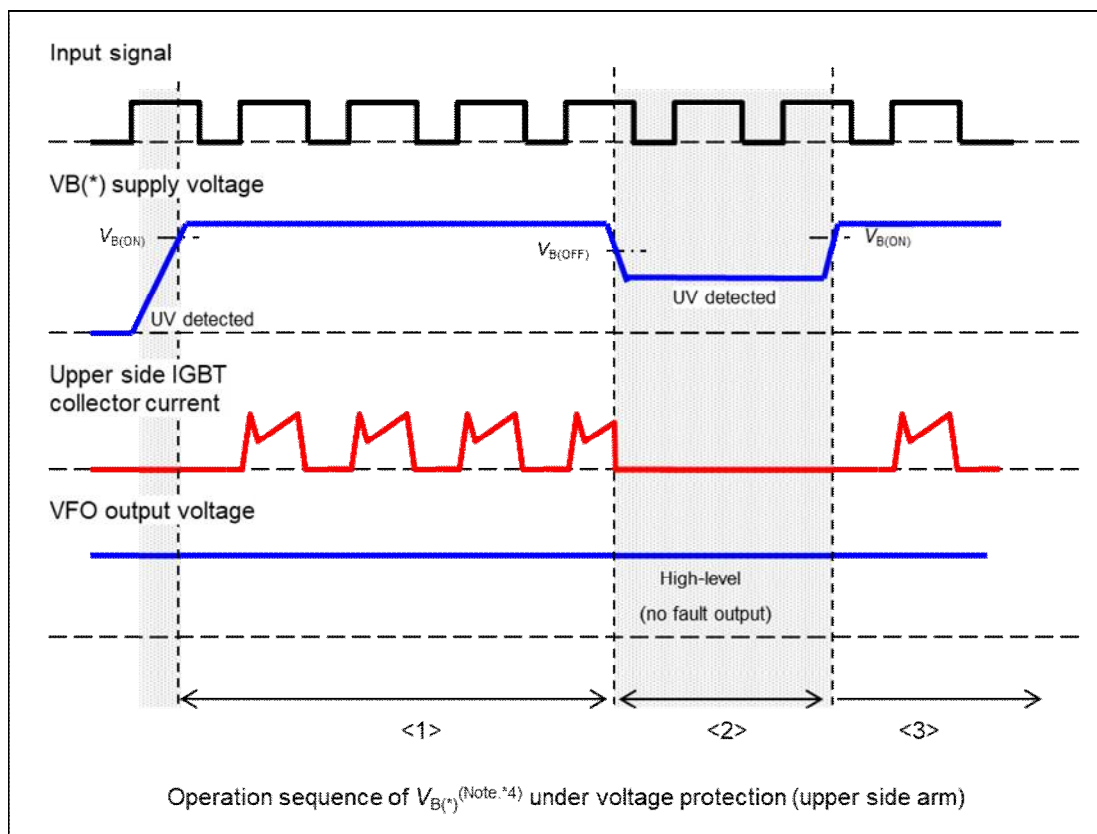 Input signal
VB(*) supply voltage
VB(ON)
VB(OFF)
VB(ON)
UV detected
UV detected
Upper side IGBT
collector current
VFO output voltage
High-level
(no fault output)
<1>
<2>
<3>
Operation sequence of VB(*)(Note.*4) under voltage protection (upper side arm)